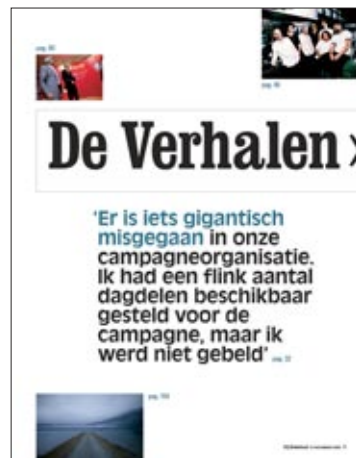 De Verhalen
'Er is iets gigantisch
misgegaan in onze
campagneorganisatie.
Ik had een flink aantal
dagdelen beschikbaar
gesteld voor de
campagne, maar ik
werd niet gebeld'